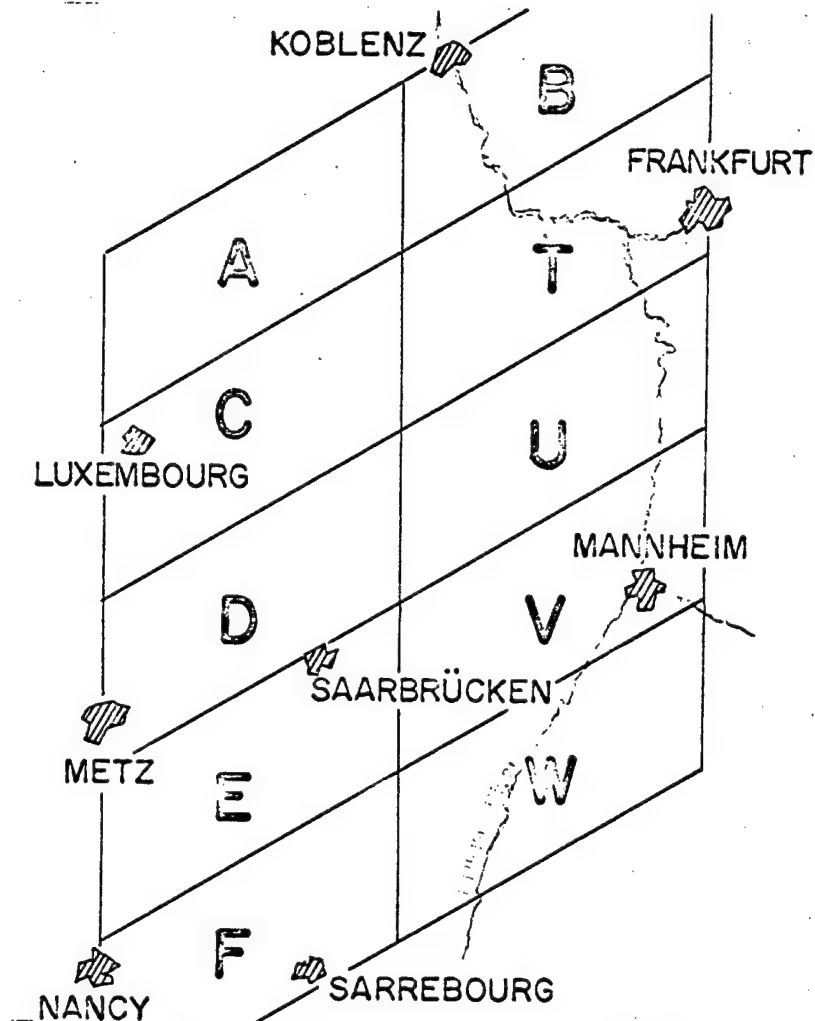 KOBLENZ
B
FRANKFURT
A
T
C
LUXEMBOURG
U
MANNHEIM
D
V
SAARBRÜCKEN
METZ
E
W
F
SARREBOURG
NANCY